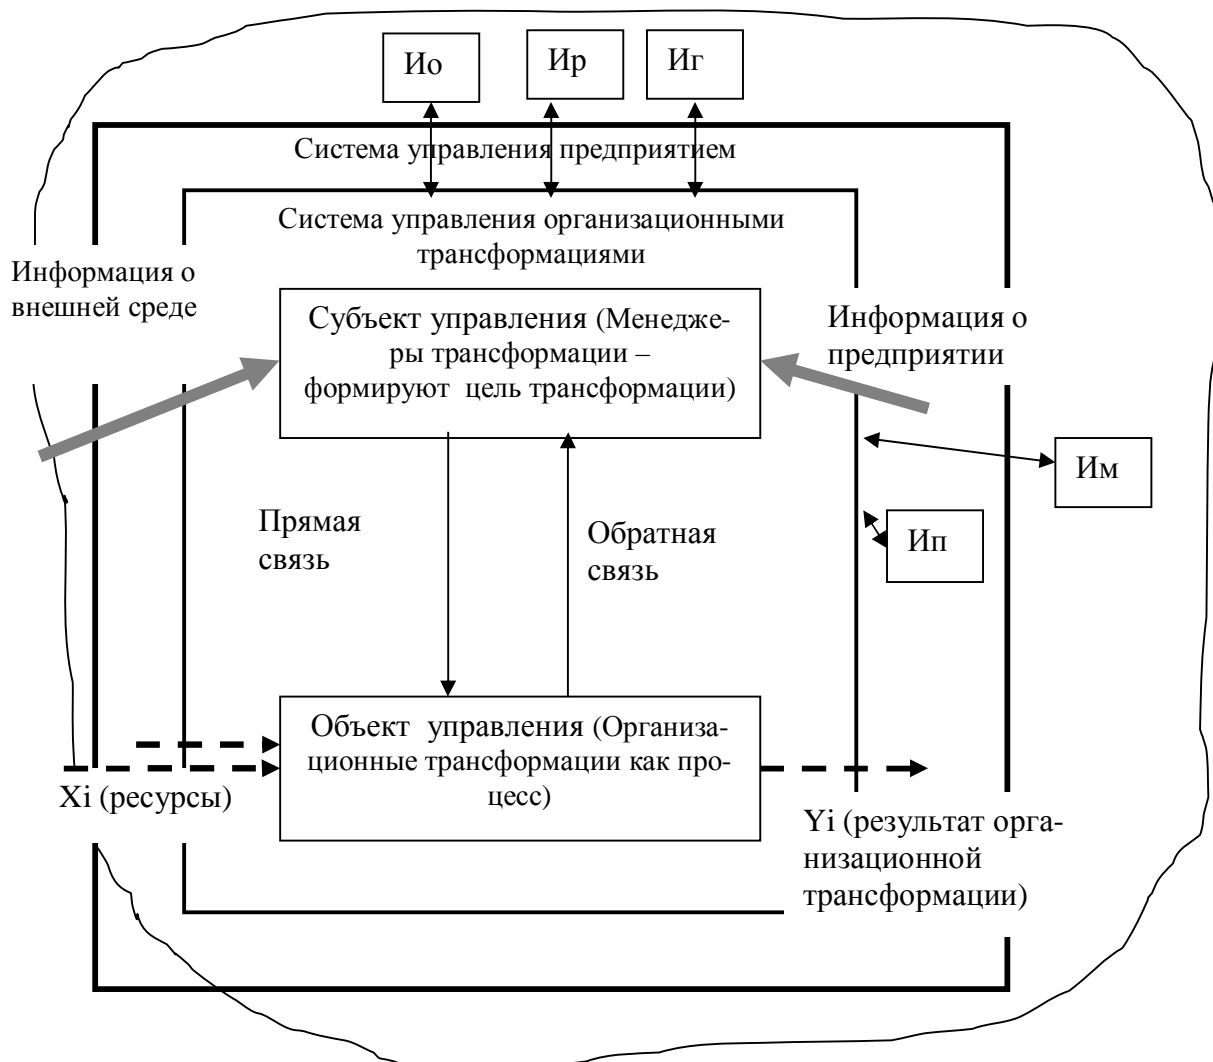 Ио
Ир
Иг
Система управления предприятием
Система управления организационными
трансформациями
Информация о
внешней среде
Субъект управления (Менедже-
ры трансформации –
формируют цель трансформации)
Информация о
предприятии
Им
Ип
Прямая
связь
Обратная
связь
Объект управления (Организа-
ционные трансформации как про-
цесс)
Xi (ресурсы)
Yi (результат орга-
низационной
трансформации)